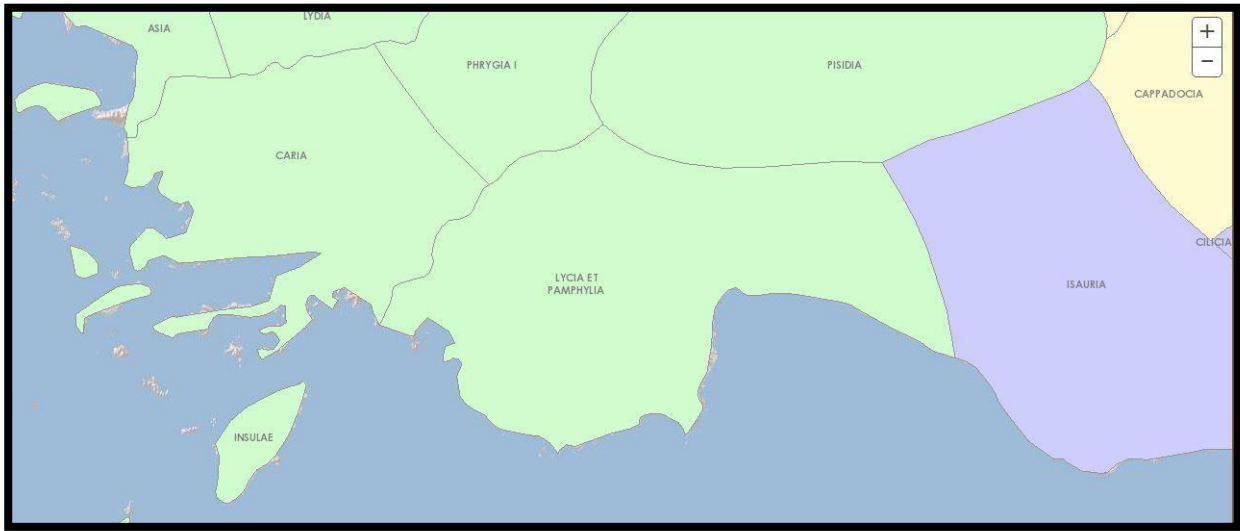 LYDIA
ASIA
PHRYGIA I
PISIDIA
CAPPADOCIA
CARIA
CILICIA
LYCIA ET
PAMPHYLIA
ISAURIA
INSULAE
+
−